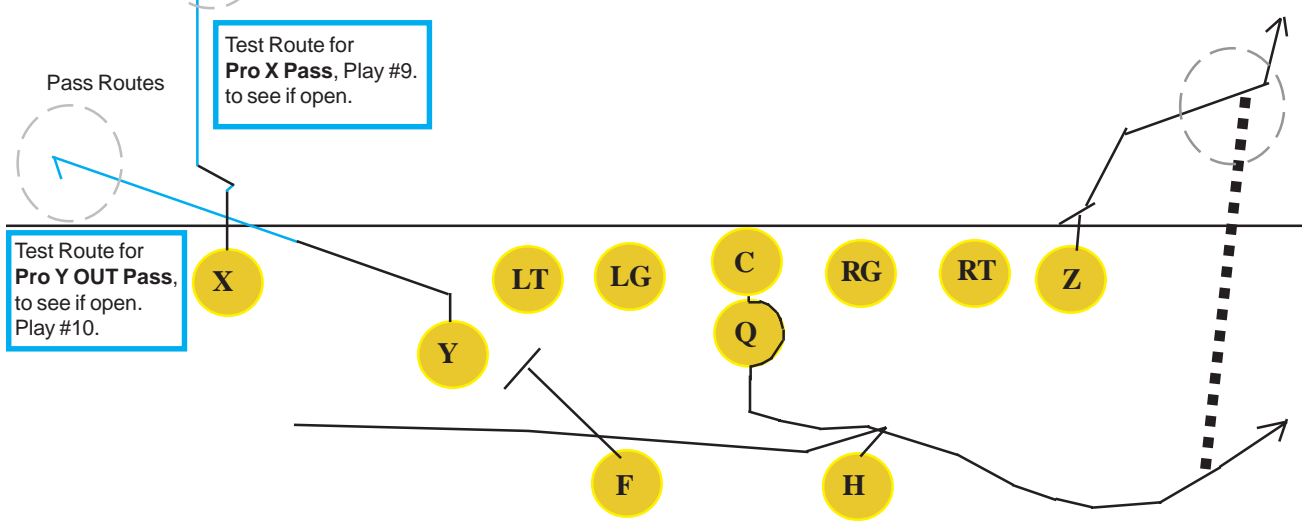 Test Route for
Pro X Pass, Play #9.
to see if open.
Pass Routes
Test Route for
Pro Y OUT Pass,
to see if open.
Play #10.
X
LT
LG
C
RG
RT
Z
Y
Q
F
H